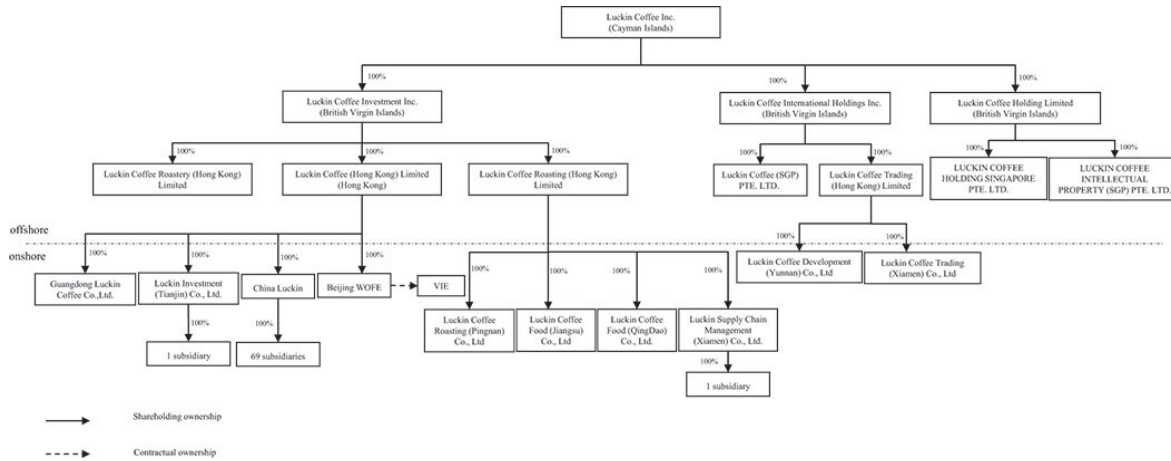 Luckin Coffee Inc.
(Cayman Islands)
100%
100%
100%
Luckin Coffee Investment Inc.
(British Virgin Islands)
Luckin Coffee International Holdings Inc.
(British Virgin Islands)
Luckin Coffee Holding Limited
(British Virgin Islands)
100%
100%
100%
100%
100%
100%
100%
Luckin Coffee Roastery (Hong Kong)
Limited
Luckin Coffee (Hong Kong) Limited
(Hong Kong)
Luckin Coffee Roasting (Hong Kong)
Limited
Luckin Coffee (SGP)
PTE. LTD.
Luckin Coffee Trading
(Hong Kong) Limited
LUCKIN COFFEE
HOLDING SINGAPORE
PTE. LTD.
LUCKIN COFFEE
INTELLECTUAL
PROPERTY (SGP) PTE. LTD.
offshore
onshore
100%
100%
100%
100%
100%
100%
Guangdong Luckin
Coffee Co.,Ltd.
Luckin Investment
(Tianjin) Co., Ltd.
China Luckin
Beijing WOFE
VIE
Luckin Coffee Development
(Yunnan) Co., Ltd
Luckin Coffee Trading
(Xiamen) Co., Ltd
100%
100%
100%
100%
Luckin Coffee
Roasting (Pingnan)
Co., Ltd
Luckin Coffee
Food (Jiangsu)
Co., Ltd
Luckin Coffee
Food (QingDao)
Co., Ltd.
Luckin Supply Chain
Management
(Xiamen) Co., Ltd.
100%
100%
1 subsidiary
69 subsidiaries
100%
1 subsidiary
Shareholding ownership
Contractual ownership